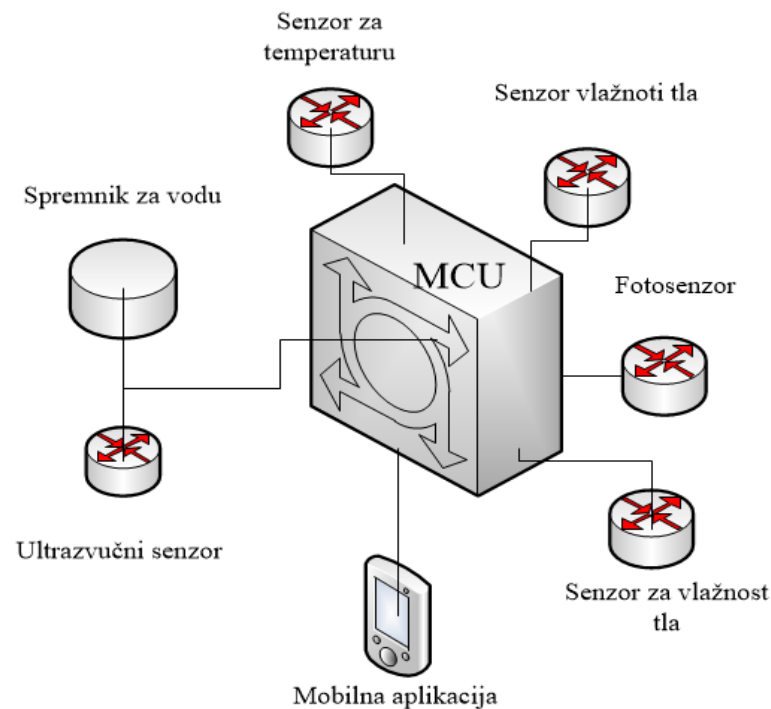 Senzor za
temperaturu
Senzor vlažnoti tla
Spremnik za vodu
MCU
Fotosenzor
Ultrazvučni senzor
Senzor za vlažnost
tla
Mobilna aplikacija